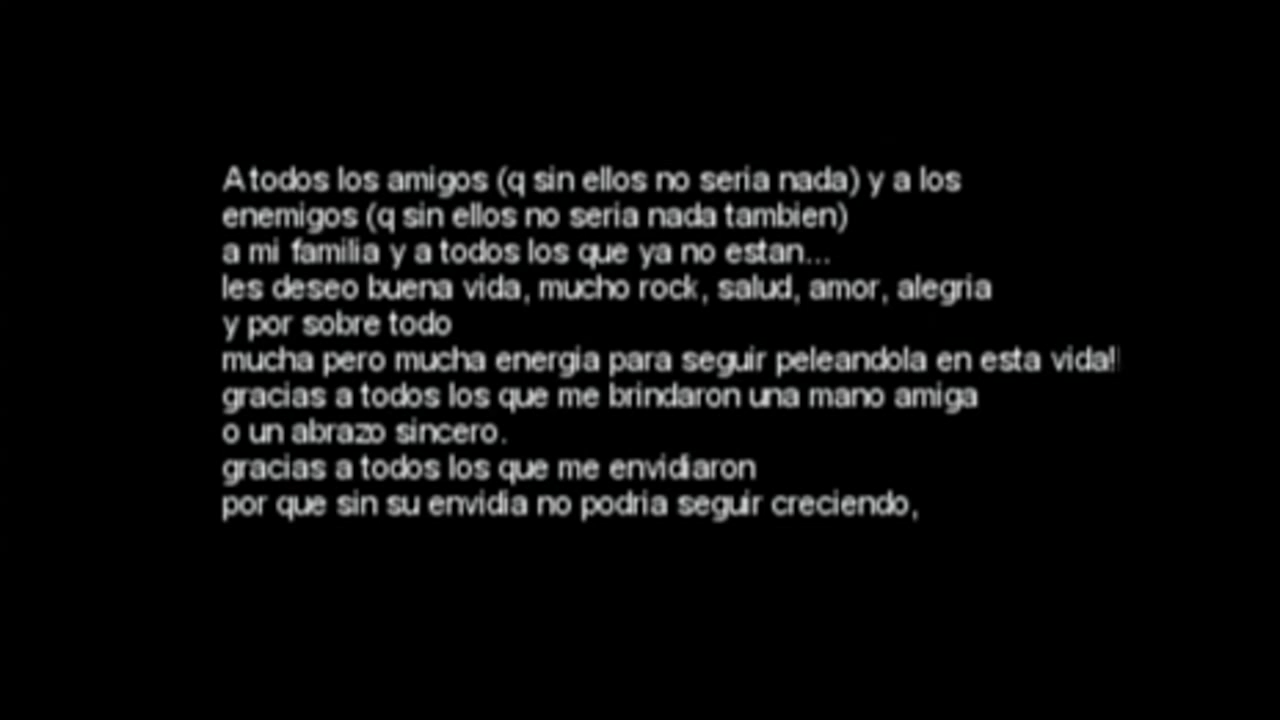 A todos los amigos (q sin ellos no seria nada) y a los
enemigos (q sin ellos no seria nada tambien)
a mi familia y a todos los que ya no estan...
les deseo buena vida, mucho rock, salud, amor, alegria
y por sobre todo
mucha pero mucha energia para seguir peleandola en esta vida!
gracias a todos los que me brindaron una mano amiga
o un abrazo sincero.
gracias a todos los que me envidiaron
por que sin su envidia no podria seguir creciendo,